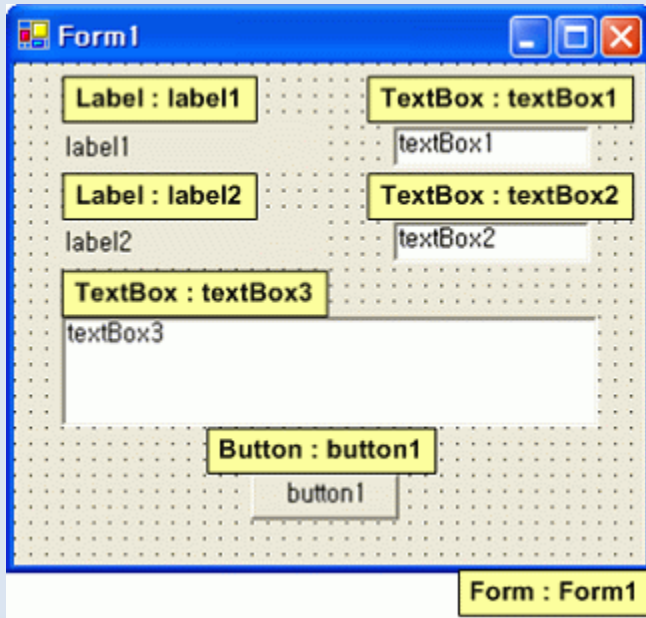 Form1
Label : label1
TextBox : textBox1
label1
textBox1
Label : label2
TextBox : textBox2
label2
textBox2
TextBox : textBox3
textBox3
Button : button1
button1
Form : Form1